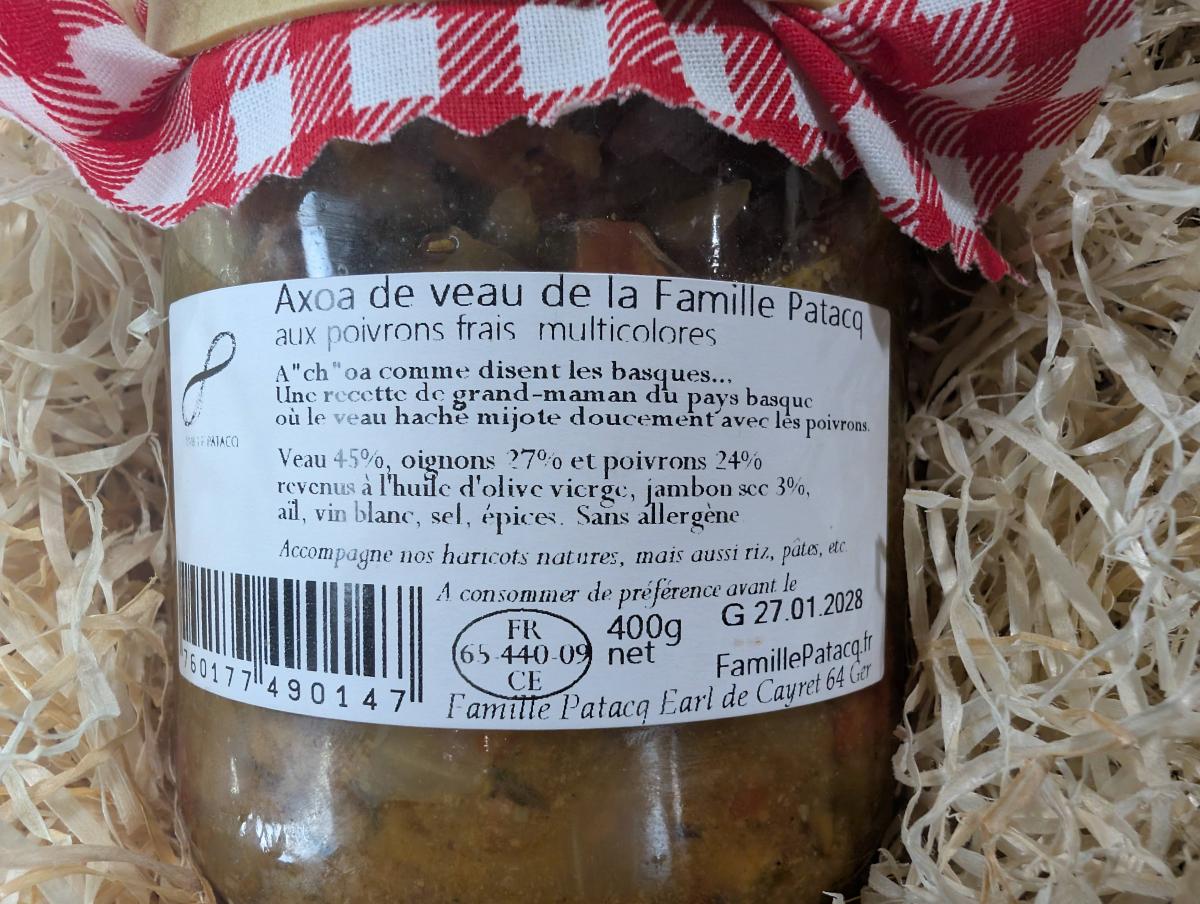 Axoa de veau de la Famille Patacq
aux poivrons frais multicolores
A"ch"oa comme disent les basques...
Une recette de grand-maman du pays basque
où le veau haché mijote doucement avec les poivrons.
PATACQ
Veau 45%, oignons 27% et poivrons 24%
revenus à l'huile d'olive vierge, jambon sec 3%,
ail, vin blanc, sel, épices. Sans allergène
Accompagne nos haricots natures, mais aussi riz, pâtes, etc.
A consommer de préférence avant le
G 27.01.2028
FR
65-440-09
CE
400g
net
FamillePatacq.fr
760177 490147
Famille Patacq Earl de Cayret 64 Ger